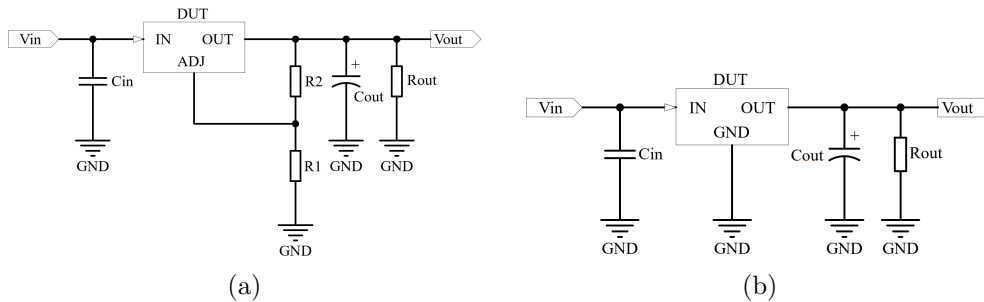 DUT
Vin IN OUT Vout
ADJ
Cin R2 + Cout Rout
GND R1 GND GND
GND
(a)
DUT
Vin IN OUT Vout
GND
Cin Cout + Rout
GND GND GND GND
(b)